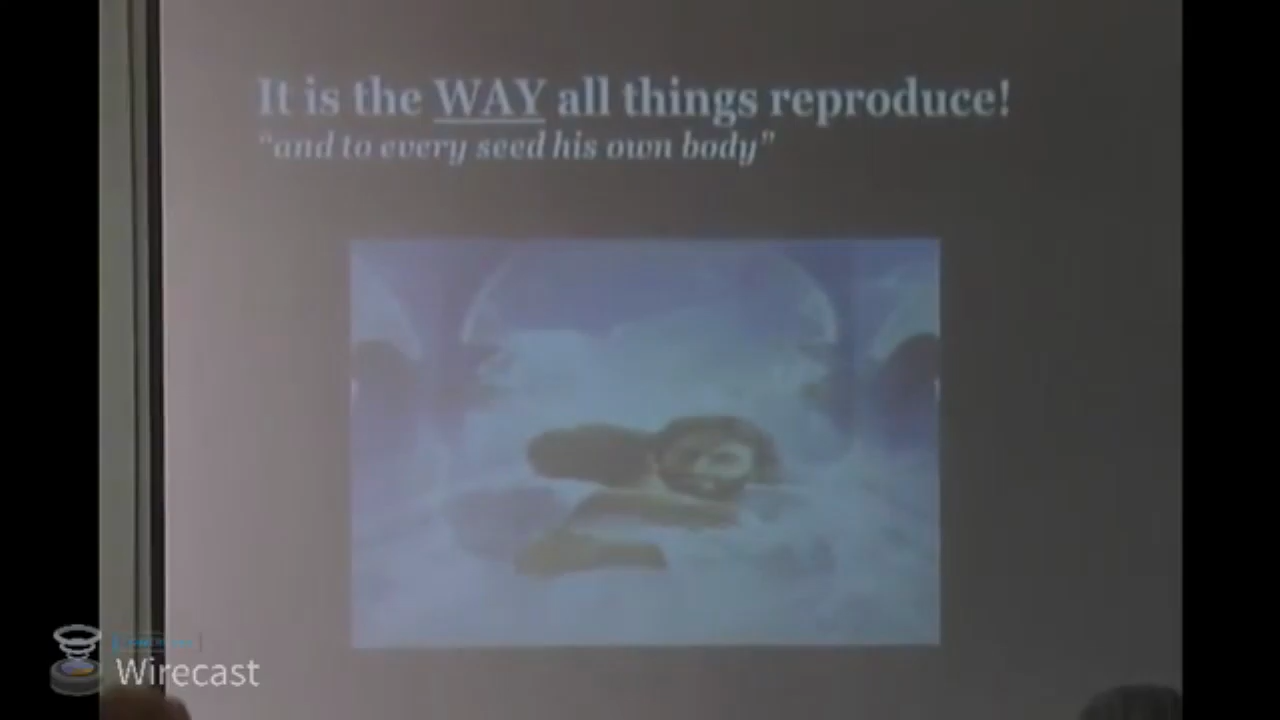 It is the WAY all things reproduce!
“and to every seed his own body”
Wirecast